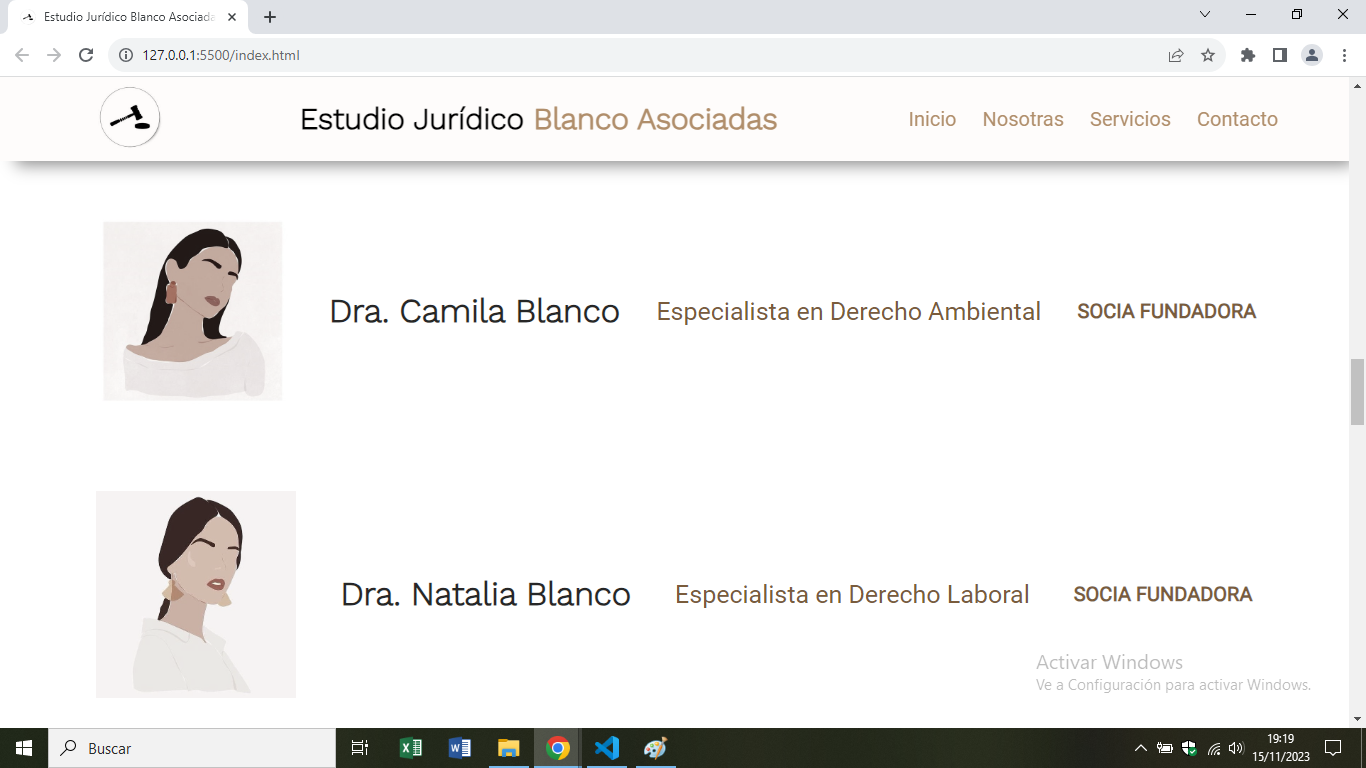 Estudio Jurídico Blanco Asociada
127.0.0.1:5500/index.html
Estudio Jurídico Blanco Asociadas
Inicio
Nosotras
Servicios
Contacto
Dra. Camila Blanco
Especialista en Derecho Ambiental
SOCIA FUNDADORA
Dra. Natalia Blanco
Especialista en Derecho Laboral
SOCIA FUNDADORA
Activar Windows
Ve a Configuración para activar Windows.
Buscar
19:19
15/11/2023